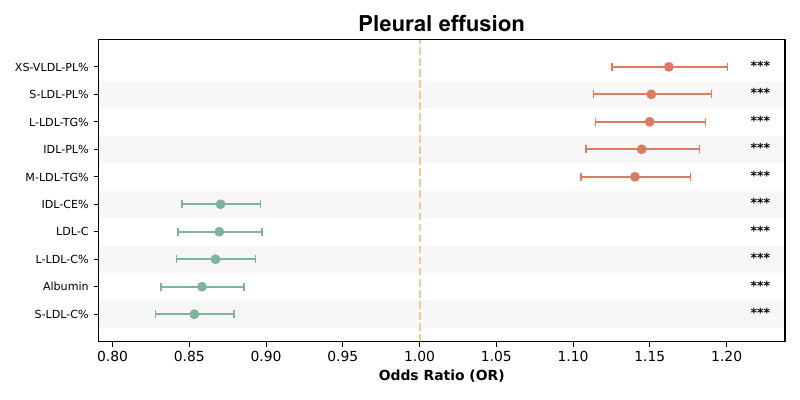 Pleural effusion
XS-VLDL-PL% ***
S-LDL-PL% ***
L-LDL-TG% ***
IDL-PL% ***
M-LDL-TG% ***
IDL-CE% ***
LDL-C ***
L-LDL-C% ***
Albumin ***
S-LDL-C% ***
0.80 0.85 0.90 0.95 1.00 1.05 1.10 1.15 1.20
Odds Ratio (OR)